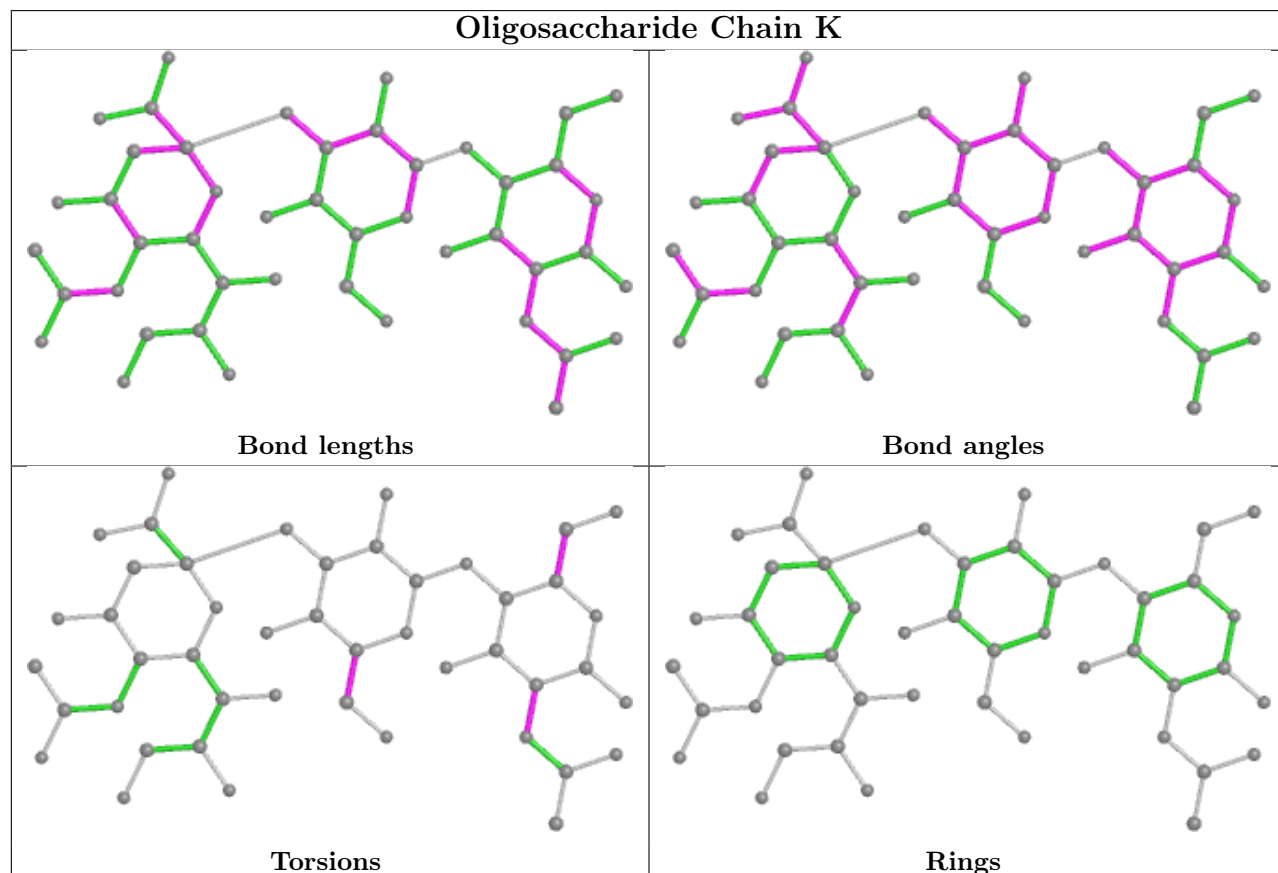 Oligosaccharide Chain K
Bond lengths
Bond angles
Torsions
Rings